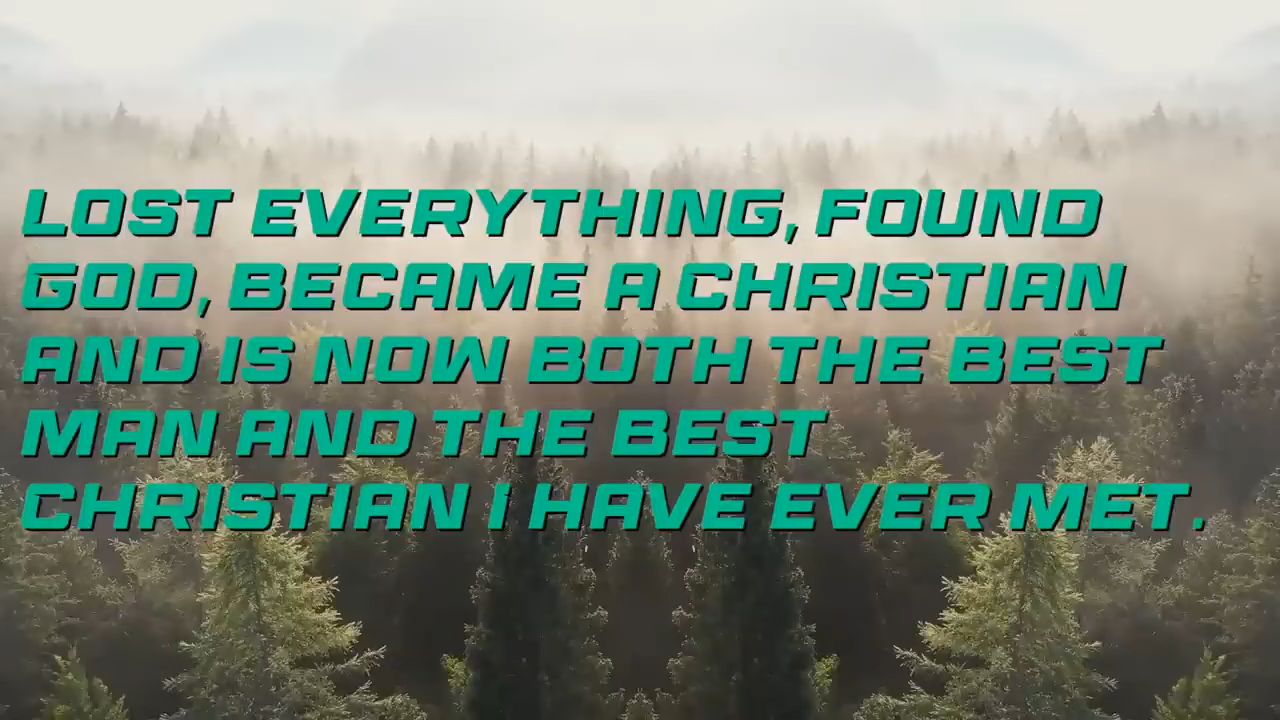 LOST EVERYTHING, FOUND
GOD, BECAME A CHRISTIAN
AND IS NOW BOTH THE BEST
MAN AND THE BEST
CHRISTIAN I HAVE EVER MET.